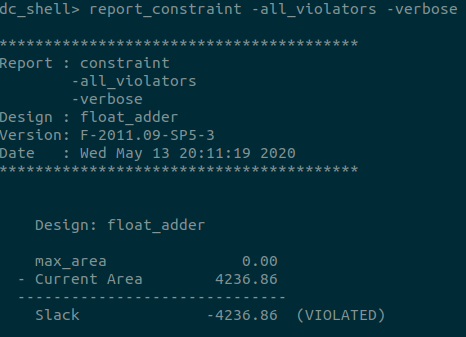 dc_shell> report_constraint -all_violators -verbose
****************************************
Report : constraint
        -all_violators
        -verbose
Design : float_adder
Version: F-2011.09-SP5-3
Date   : Wed May 13 20:11:19 2020
****************************************
    Design: float_adder
    max_area               0.00
  - Current Area        4236.86
  ------------------------------
    Slack              -4236.86  (VIOLATED)